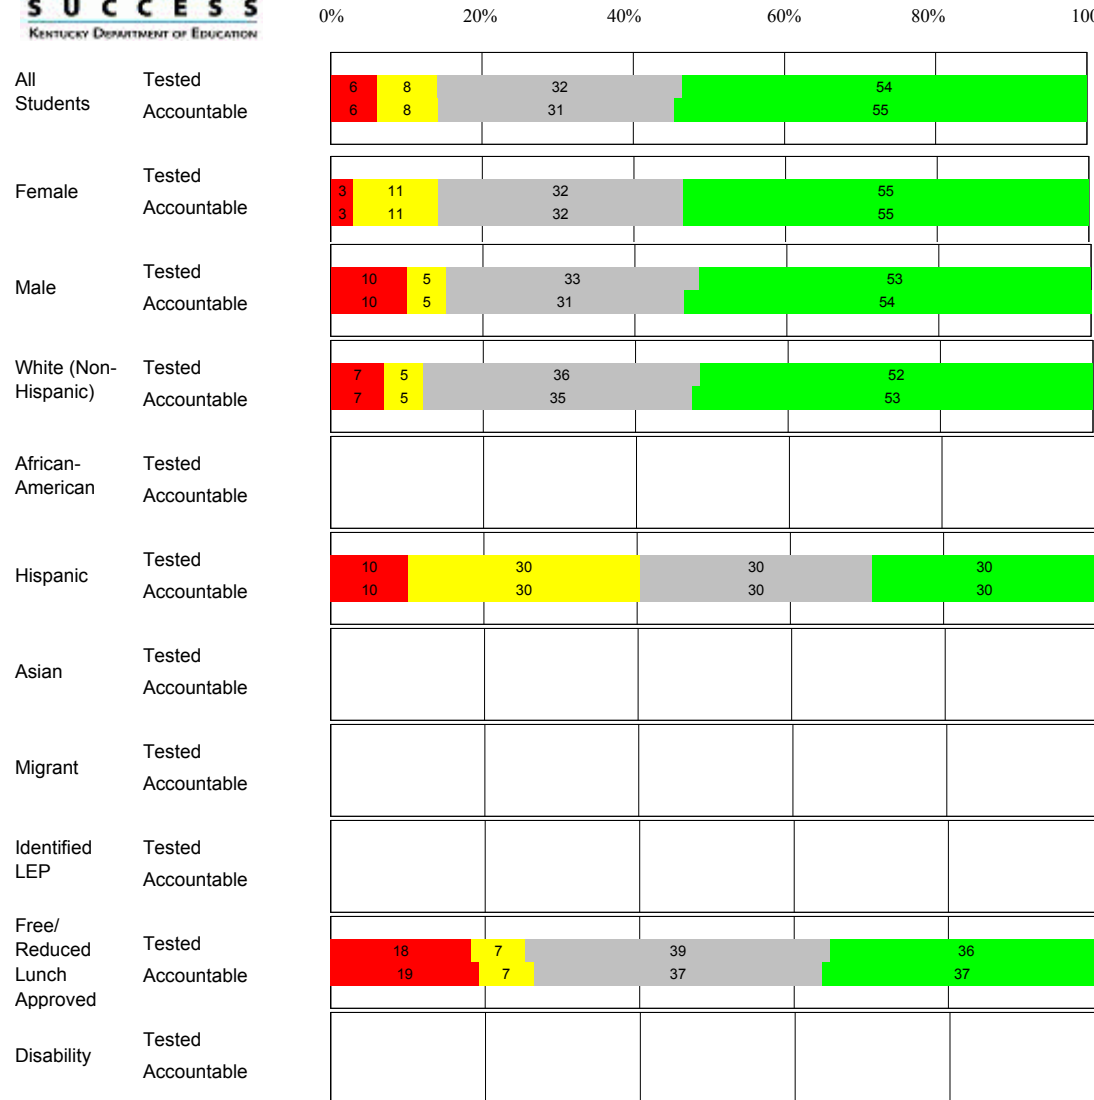 SUCCESS
KENTUCKY DEPARTMENT OF EDUCATION
0% 20% 40% 60% 80% 100
All Students
Tested 6 8 32 54
Accountable 6 8 31 55
Female
Tested 3 11 32 55
Accountable 3 11 32 55
Male
Tested 10 5 33 53
Accountable 10 5 31 54
White (Non-
Hispanic)
Tested 7 5 36 52
Accountable 7 5 35 53
African-
American
Tested
Accountable
Hispanic
Tested 10 30 30 30
Accountable 10 30 30 30
Asian
Tested
Accountable
Migrant
Tested
Accountable
Identified
LEP
Tested
Accountable
Free/
Reduced
Lunch
Approved
Tested 18 7 39 36
Accountable 19 7 37 37
Disability
Tested
Accountable